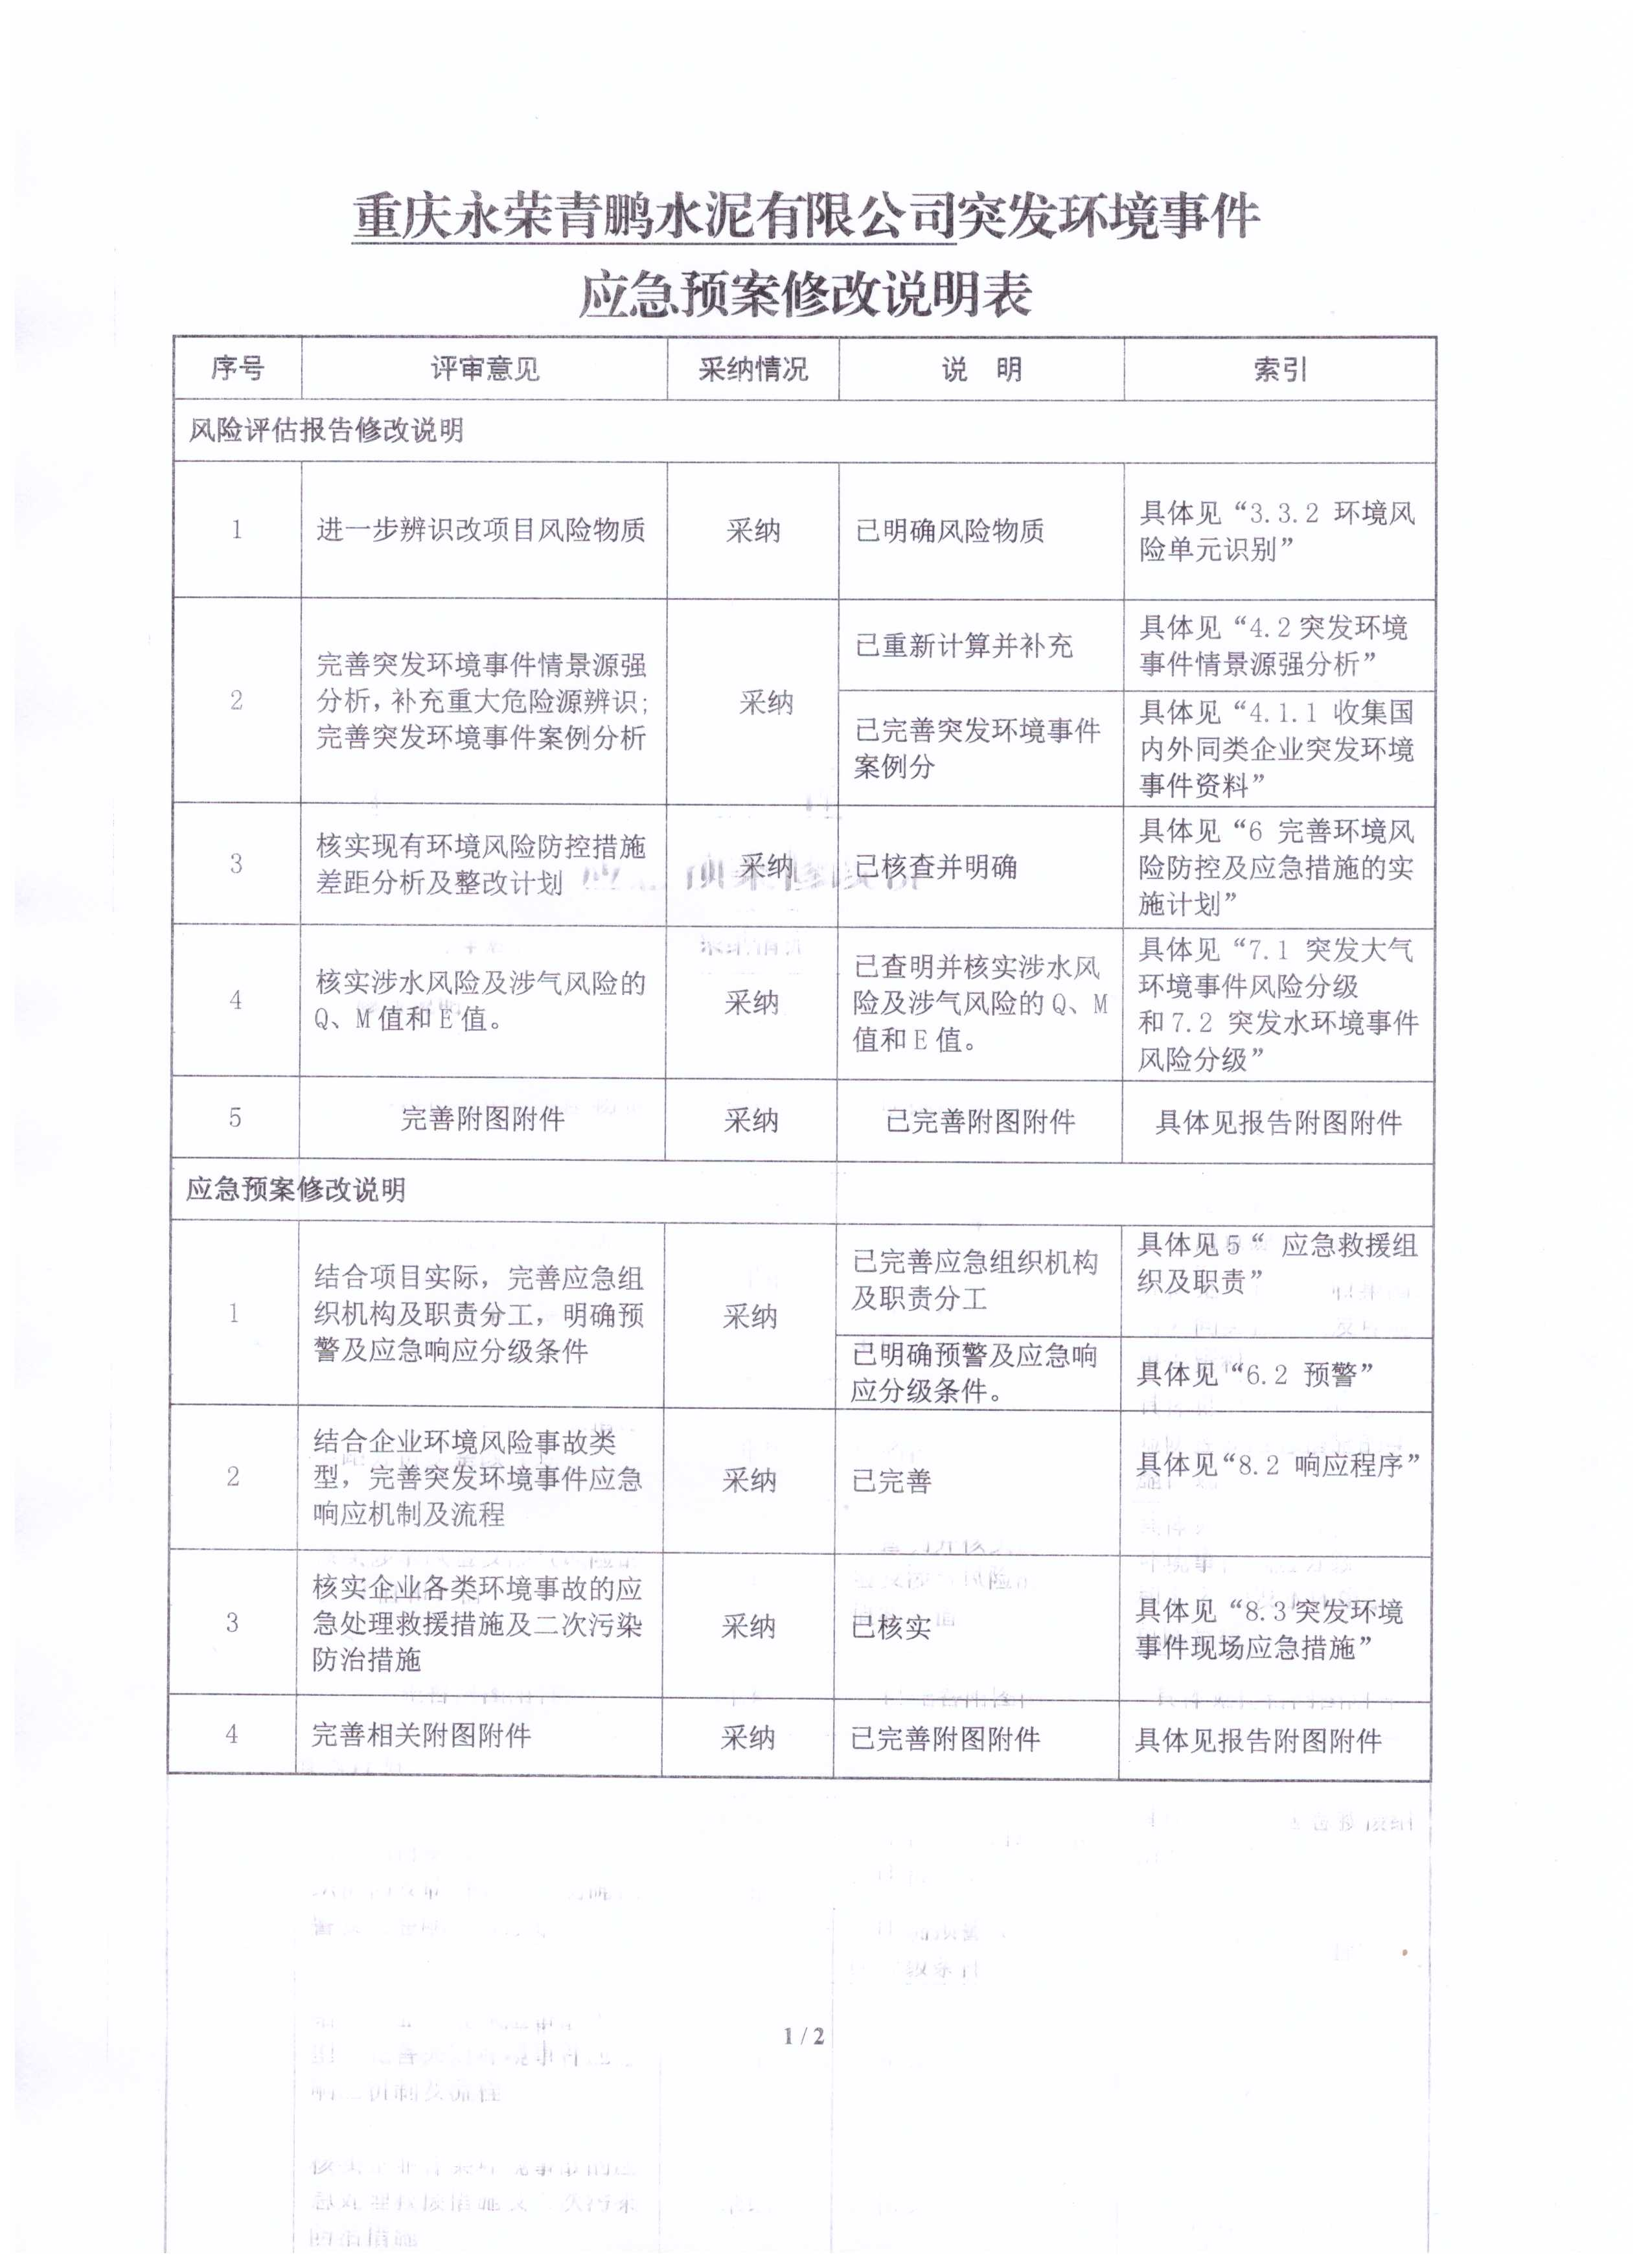 重庆永荣青鹏水泥有限公司突发环境事件
应急预案修改说明表
序号 评审意见 采纳情况 说 明 索引
风险评估报告修改说明
1
进一步辨识改项目风险物质
采纳
已明确风险物质
具体见“3.3.2 环境风
险单元识别”
2
完善突发环境事件情景源强
分析，补充重大危险源辨识；
完善突发环境事件案例分析
采纳
已重新计算并补充
具体见“4.2突发环境
事件情景源强分析”
已完善突发环境事件
案例分
具体见“4.1.1 收集国
内外同类企业突发环境
事件资料”
3
核实现有环境风险防控措施
差距分析及整改计划
采纳
已核查并明确
具体见“6 完善环境风
险防控及应急措施的实
施计划”
4
核实涉水风险及涉气风险的
Q、M值和E值。
采纳
已查明并核实涉水风
险及涉气风险的Q、M
值和E值。
具体见“7.1 突发大气
环境事件风险分级
和7.2 突发水环境事件
风险分级”
5
完善附图附件
采纳
已完善附图附件
具体见报告附图附件
应急预案修改说明
1
结合项目实际，完善应急组
织机构及职责分工，明确预
警及应急响应分级条件
采纳
已完善应急组织机构
及职责分工
具体见5“ 应急救援组
织及职责”
已明确预警及应急响
应分级条件。
具体见“6.2 预警”
2
结合企业环境风险事故类
型，完善突发环境事件应急
响应机制及流程
采纳
已完善
具体见“8.2 响应程序”
3
核实企业各类环境事故的应
急处理救援措施及二次污染
防治措施
采纳
已核实
具体见“8.3突发环境
事件现场应急措施”
4
完善相关附图附件
采纳
已完善附图附件
具体见报告附图附件
1 / 2